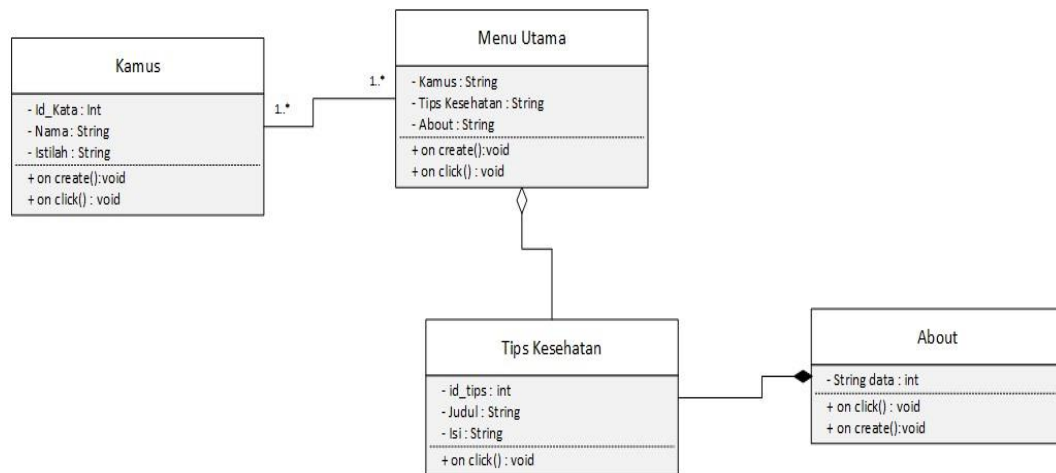 Kamus
- Id_Kata : Int
- Nama : String
- Istilah : String
+ on create():void
+ on click() : void
1..*
1..*
Menu Utama
- Kamus : String
- Tips Kesehatan : String
- About : String
+ on create():void
+ on click() : void
Tips Kesehatan
- id_tips : int
- Judul : String
- Isi : String
+ on click() : void
About
- String data : int
+ on click() : void
+ on create():void